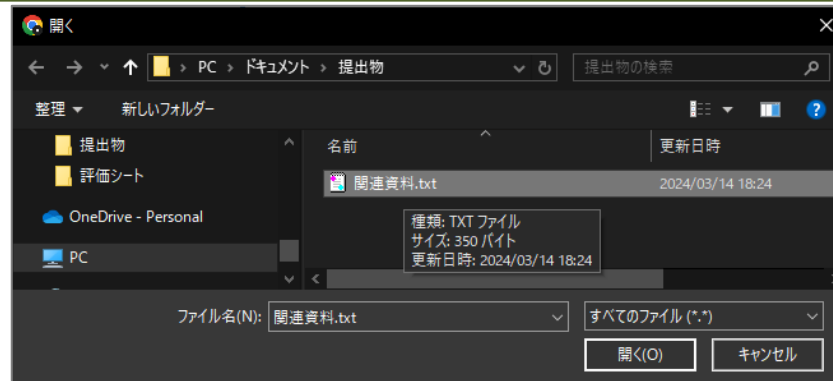 開く
PC › ドキュメント › 提出物
提出物の検索
整理 新しいフォルダー
提出物
評価シート
OneDrive - Personal
PC
名前 更新日時
関連資料.txt 2024/03/14 18:24
種類: TXT ファイル
サイズ: 350 バイト
更新日時: 2024/03/14 18:24
ファイル名(N): 関連資料.txt すべてのファイル (*.*)
開く(O) キャンセル